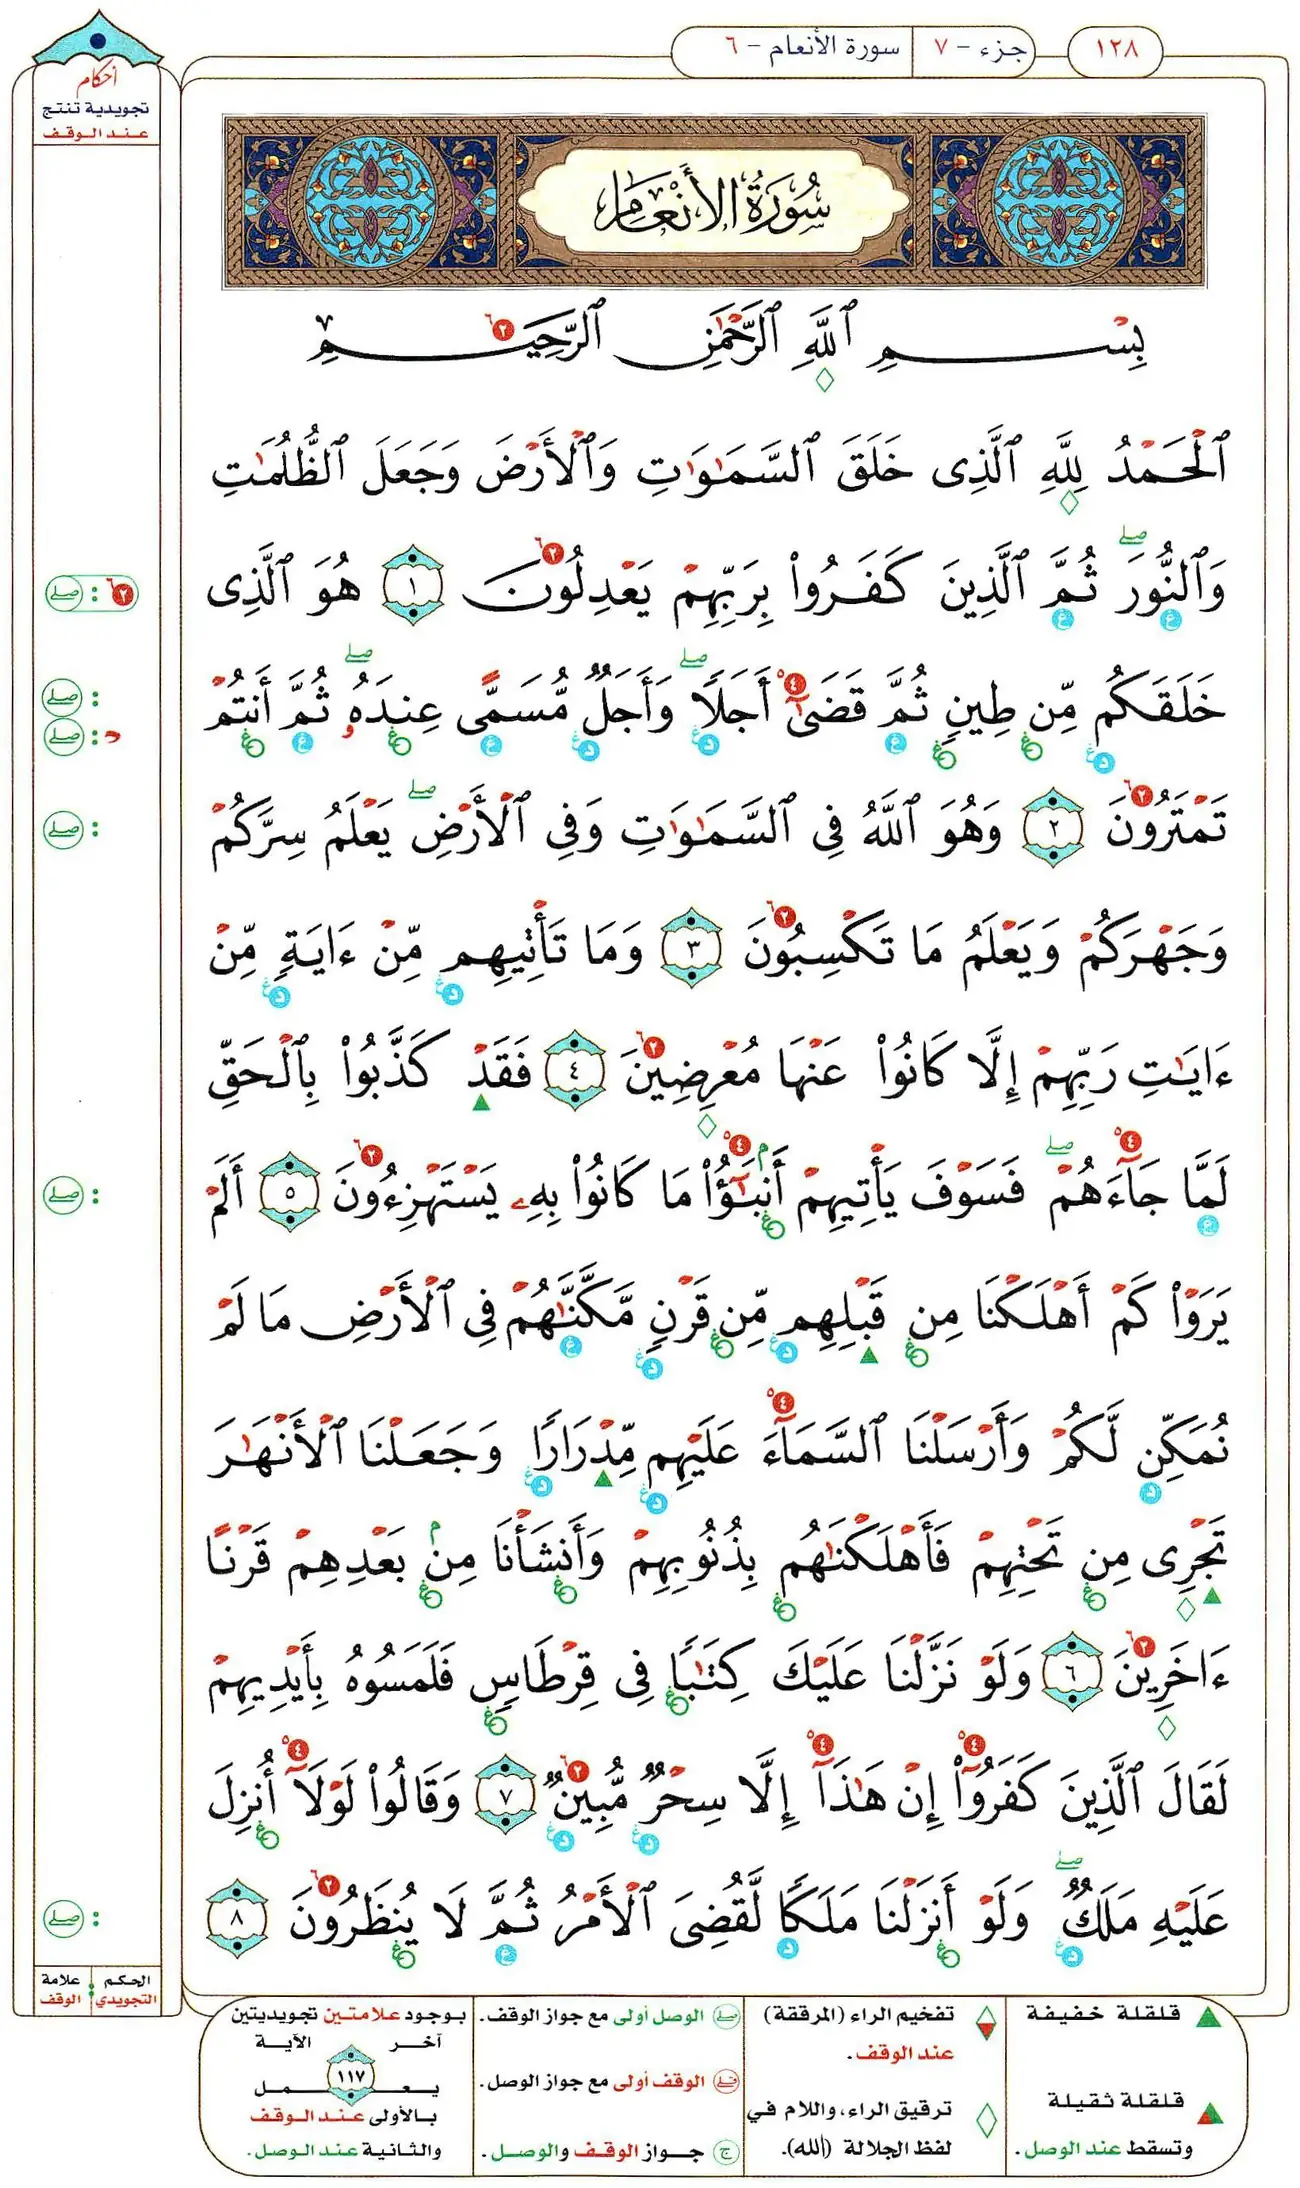 ١٢٨
جزء - ٧
سورة الأنعام - ٦
أحكام
تجويدية تنتج
عند الوقف
سُورَةُ الأَنْعَامِ
بِسْمِ ٱللَّهِ ٱلرَّحْمَٰنِ ٱلرَّحِيمِ
ٱلْحَمْدُ لِلَّهِ ٱلَّذِى خَلَقَ ٱلسَّمَٰوَٰتِ وَٱلْأَرْضَ وَجَعَلَ ٱلظُّلُمَٰتِ
وَٱلنُّورَ ۖ ثُمَّ ٱلَّذِينَ كَفَرُوا۟ بِرَبِّهِمْ يَعْدِلُونَ ١ هُوَ ٱلَّذِى
خَلَقَكُم مِّن طِينٍ ثُمَّ قَضَىٰٓ أَجَلًا ۖ وَأَجَلٌ مُّسَمًّى عِندَهُۥ ۖ ثُمَّ أَنتُمْ
تَمْتَرُونَ ٢ وَهُوَ ٱللَّهُ فِى ٱلسَّمَٰوَٰتِ وَفِى ٱلْأَرْضِ ۖ يَعْلَمُ سِرَّكُمْ
وَجَهْرَكُمْ وَيَعْلَمُ مَا تَكْسِبُونَ ٣ وَمَا تَأْتِيهِم مِّنْ ءَايَةٍ مِّنْ
ءَايَٰتِ رَبِّهِمْ إِلَّا كَانُوا۟ عَنْهَا مُعْرِضِينَ ٤ فَقَدْ كَذَّبُوا۟ بِٱلْحَقِّ
لَمَّا جَآءَهُمْ ۖ فَسَوْفَ يَأْتِيهِمْ أَنۢبَٰٓؤُا۟ مَا كَانُوا۟ بِهِۦ يَسْتَهْزِءُونَ ٥ أَلَمْ
يَرَوْا۟ كَمْ أَهْلَكْنَا مِن قَبْلِهِم مِّن قَرْنٍ مَّكَّنَّٰهُمْ فِى ٱلْأَرْضِ مَا لَمْ
نُمَكِّن لَّكُمْ وَأَرْسَلْنَا ٱلسَّمَآءَ عَلَيْهِم مِّدْرَارًا وَجَعَلْنَا ٱلْأَنْهَٰرَ
تَجْرِى مِن تَحْتِهِمْ فَأَهْلَكْنَٰهُم بِذُنُوبِهِمْ وَأَنشَأْنَا مِنۢ بَعْدِهِمْ قَرْنًا
ءَاخَرِينَ ٦ وَلَوْ نَزَّلْنَا عَلَيْكَ كِتَٰبًا فِى قِرْطَاسٍ فَلَمَسُوهُ بِأَيْدِيهِمْ
لَقَالَ ٱلَّذِينَ كَفَرُوٓا۟ إِنْ هَٰذَآ إِلَّا سِحْرٌ مُّبِينٌ ٧ وَقَالُوا۟ لَوْلَآ أُنزِلَ
عَلَيْهِ مَلَكٌ ۖ وَلَوْ أَنزَلْنَا مَلَكًا لَّقُضِىَ ٱلْأَمْرُ ثُمَّ لَا يُنظَرُونَ ٨
الحكم التجويدي
علامة الوقف
قلقلة خفيفة
قلقلة ثقيلة
وتسقط عند الوصل.
تفخيم الراء (المرققة)
عند الوقف.
ترقيق الراء، واللام في
لفظ الجلالة (الله).
صلى الوصل أولى مع جواز الوقف.
قلى الوقف أولى مع جواز الوصل.
ج جواز الوقف والوصل.
بوجود علامتين تجويديتين
آخر الآية
١١٧
يعمل
بالأولى عند الوقف
والثانية عند الوصل.